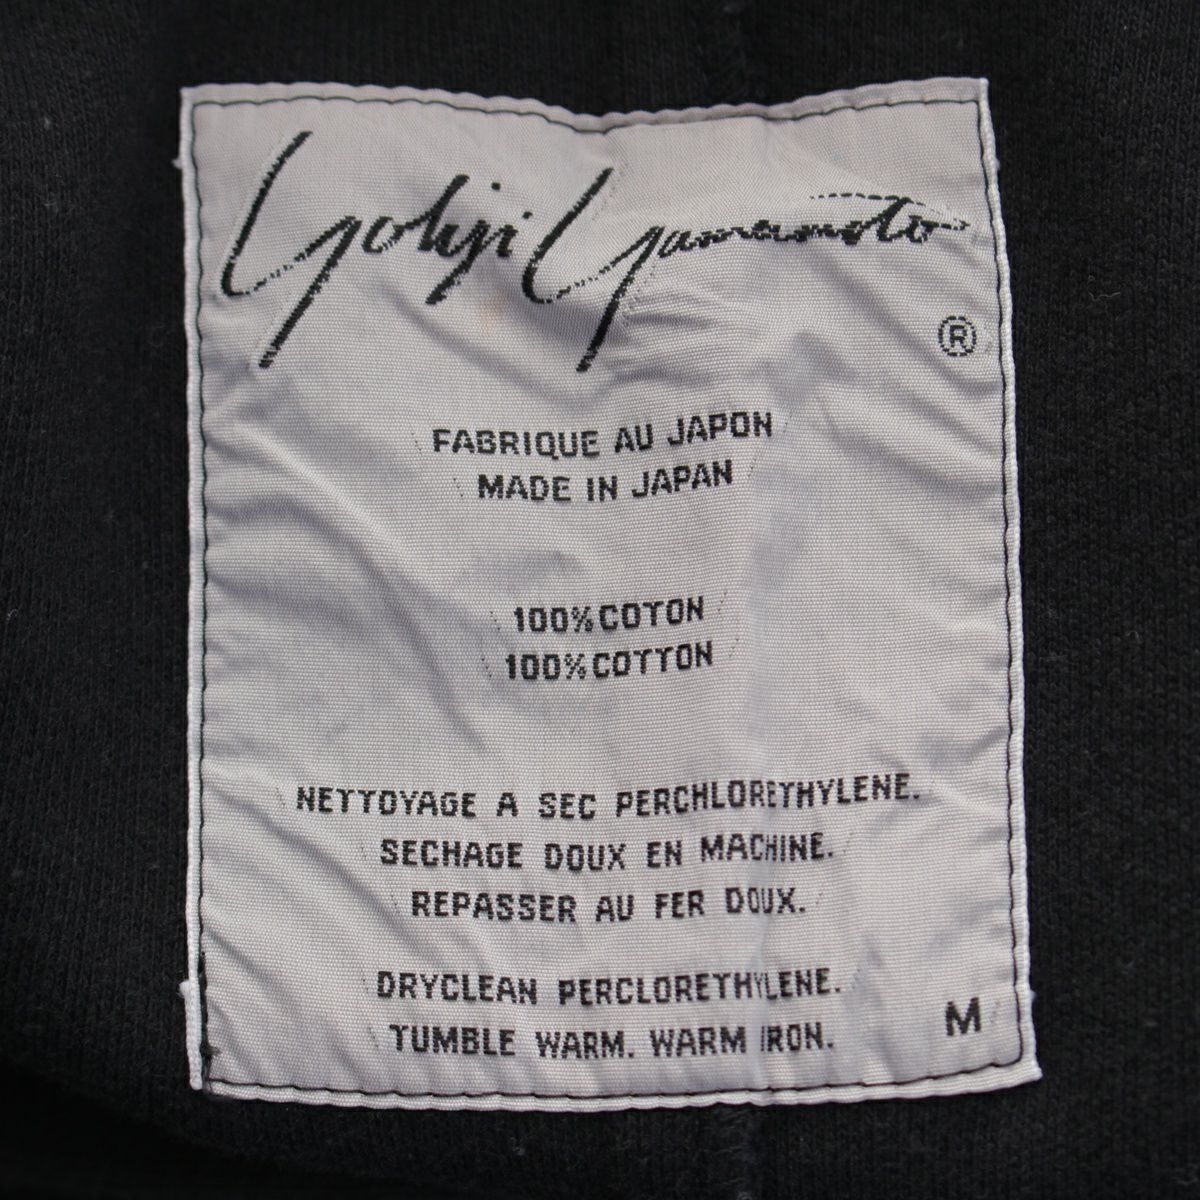 Yohji Yamamoto
®
FABRIQUE AU JAPON
MADE IN JAPAN
100% COTON
100% COTTON
NETTOYAGE A SEC PERCHLORETHYLENE.
SECHAGE DOUX EN MACHINE.
REPASSER AU FER DOUX.
DRYCLEAN PERCLORETHYLENE.
TUMBLE WARM. WARM IRON.
M